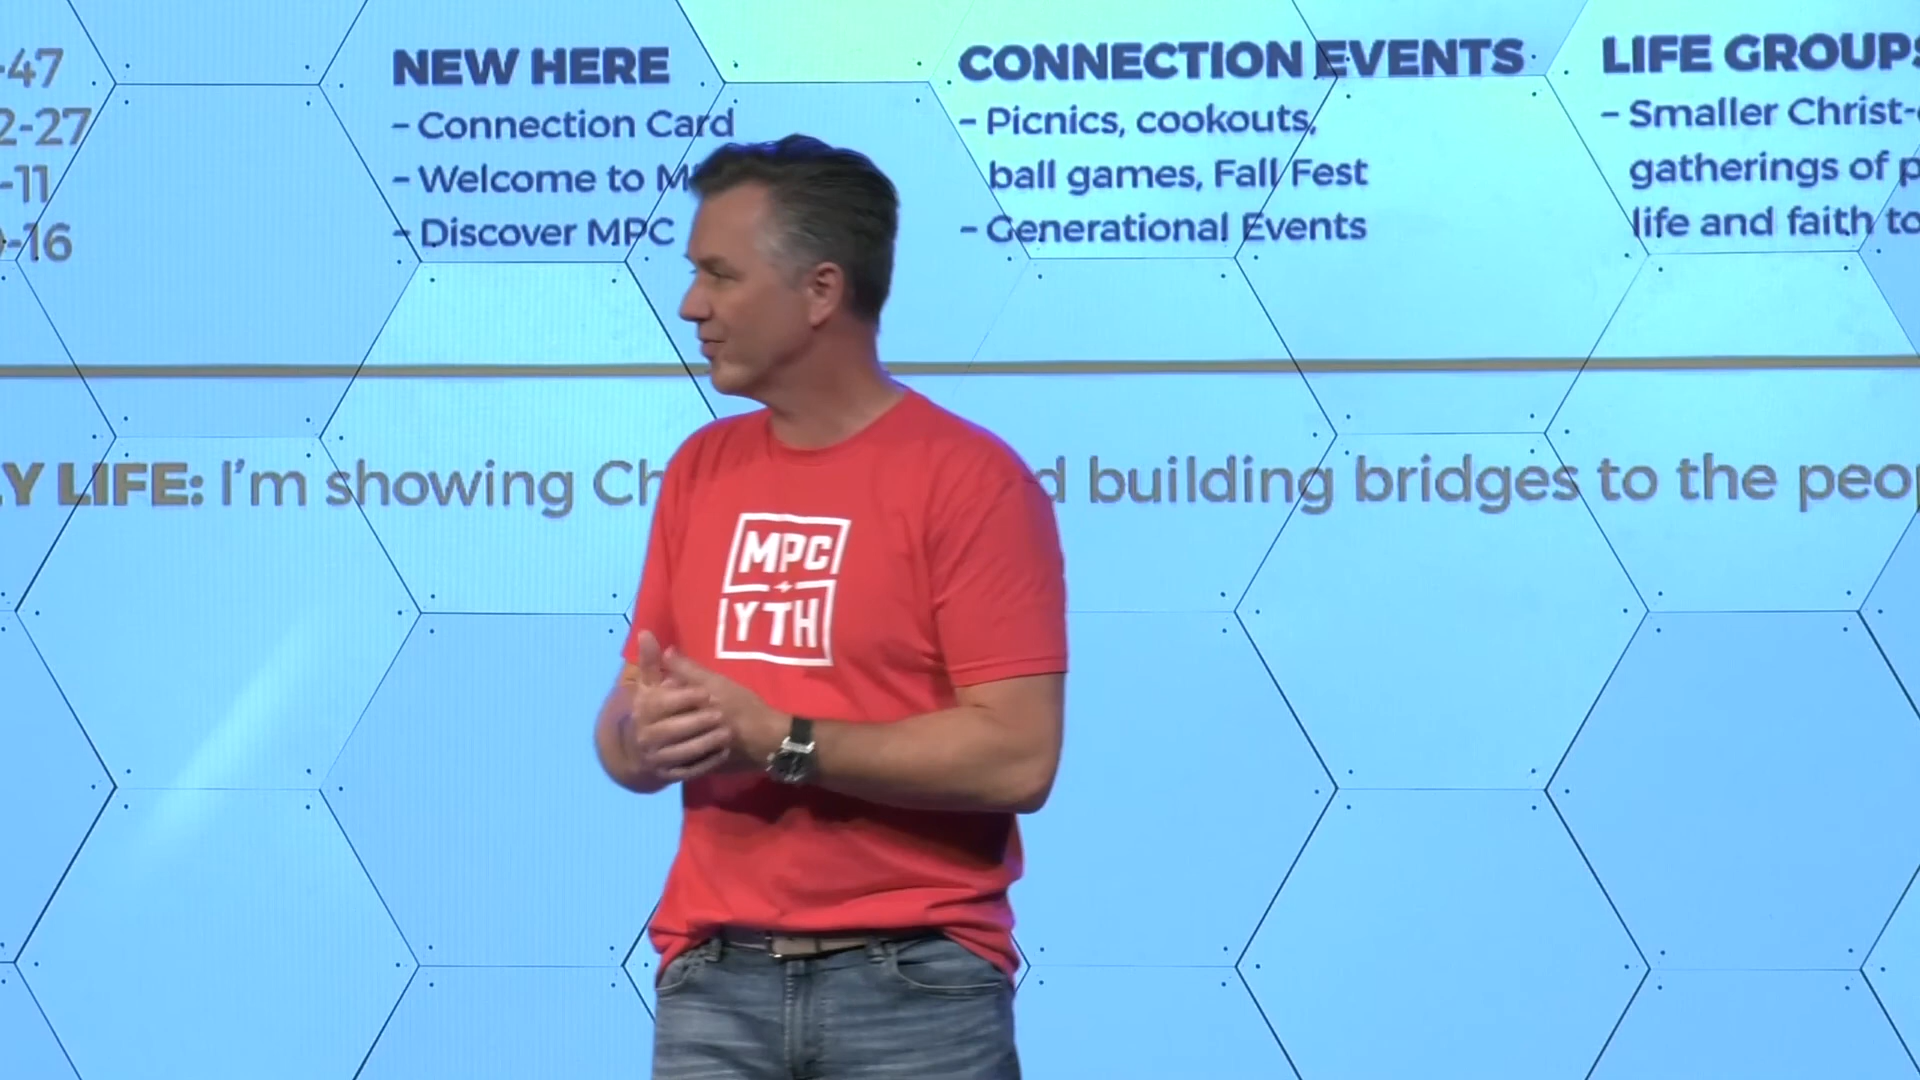 -47
2-27
-11
-16
NEW HERE
– Connection Card
– Welcome to
– Discover MPC
CONNECTION EVENTS
– Picnics, cookouts,
ball games, Fall Fest
– Generational Events
LIFE GROUPS
– Smaller Christ-
gatherings of
life and faith
LIFE: I'm showing
building bridges to the
MPC
YTH